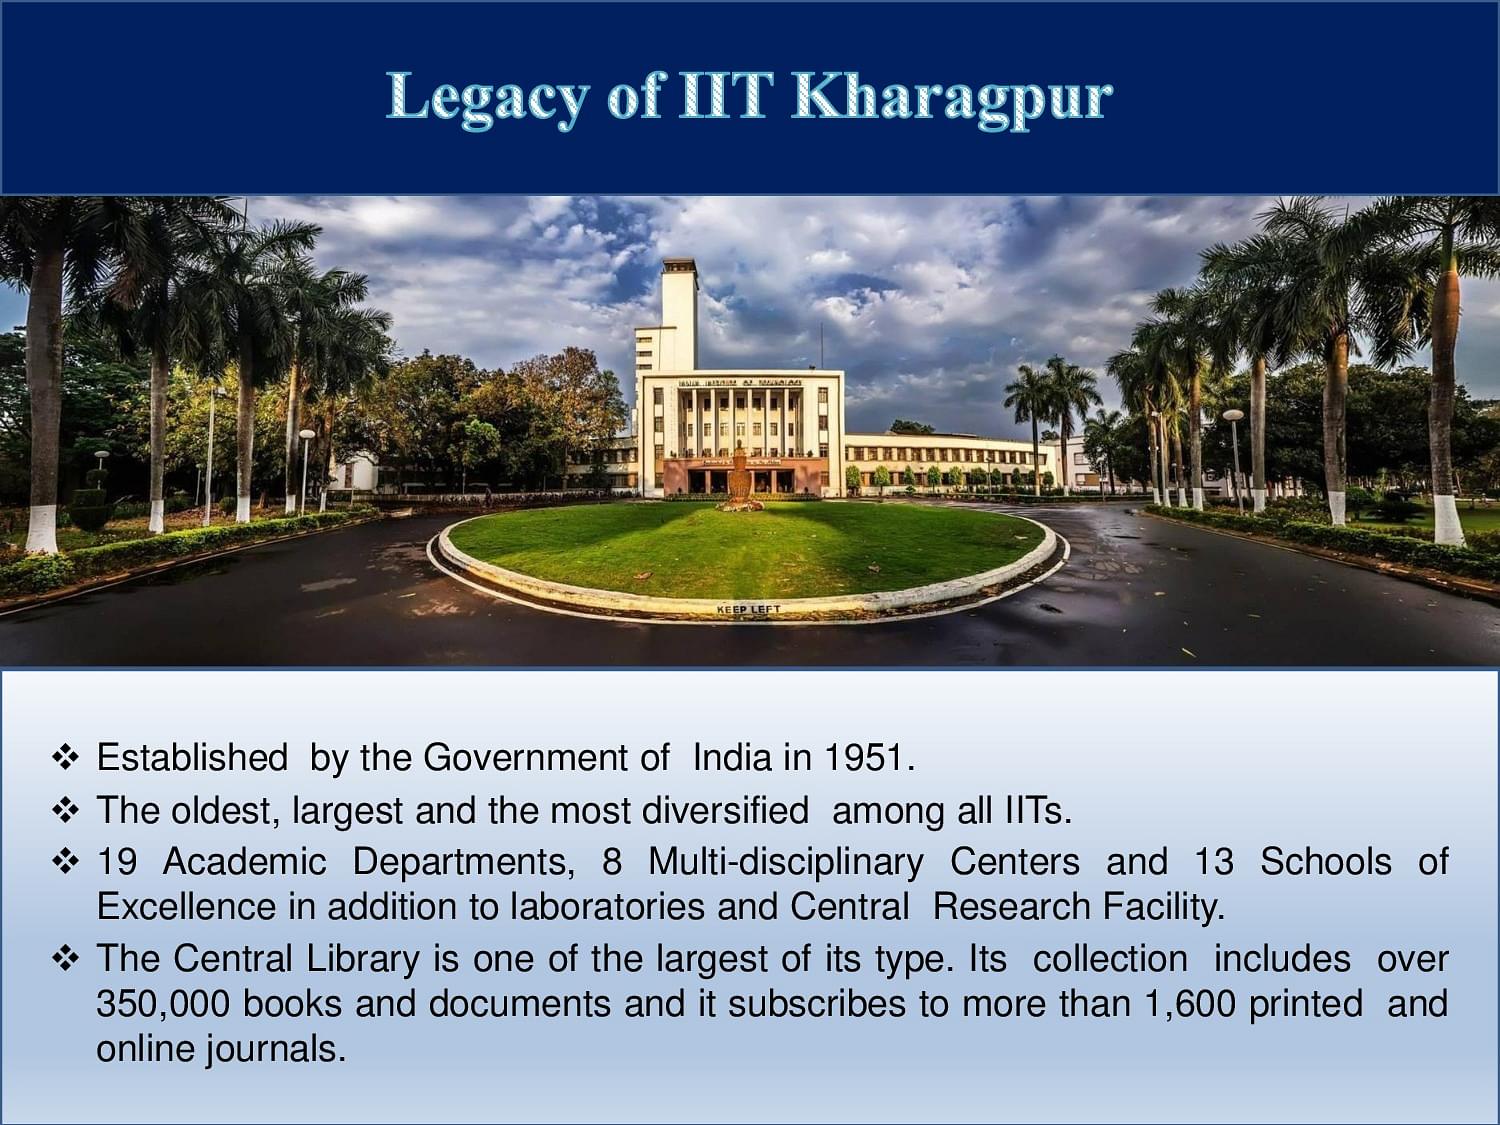 Legacy of IIT Kharagpur
INDIAN INSTITUTE OF TECHNOLOGY
KEEP LEFT
❖ Established by the Government of India in 1951.
❖ The oldest, largest and the most diversified among all IITs.
❖ 19 Academic Departments, 8 Multi-disciplinary Centers and 13 Schools of
Excellence in addition to laboratories and Central Research Facility.
❖ The Central Library is one of the largest of its type. Its collection includes over
350,000 books and documents and it subscribes to more than 1,600 printed and
online journals.